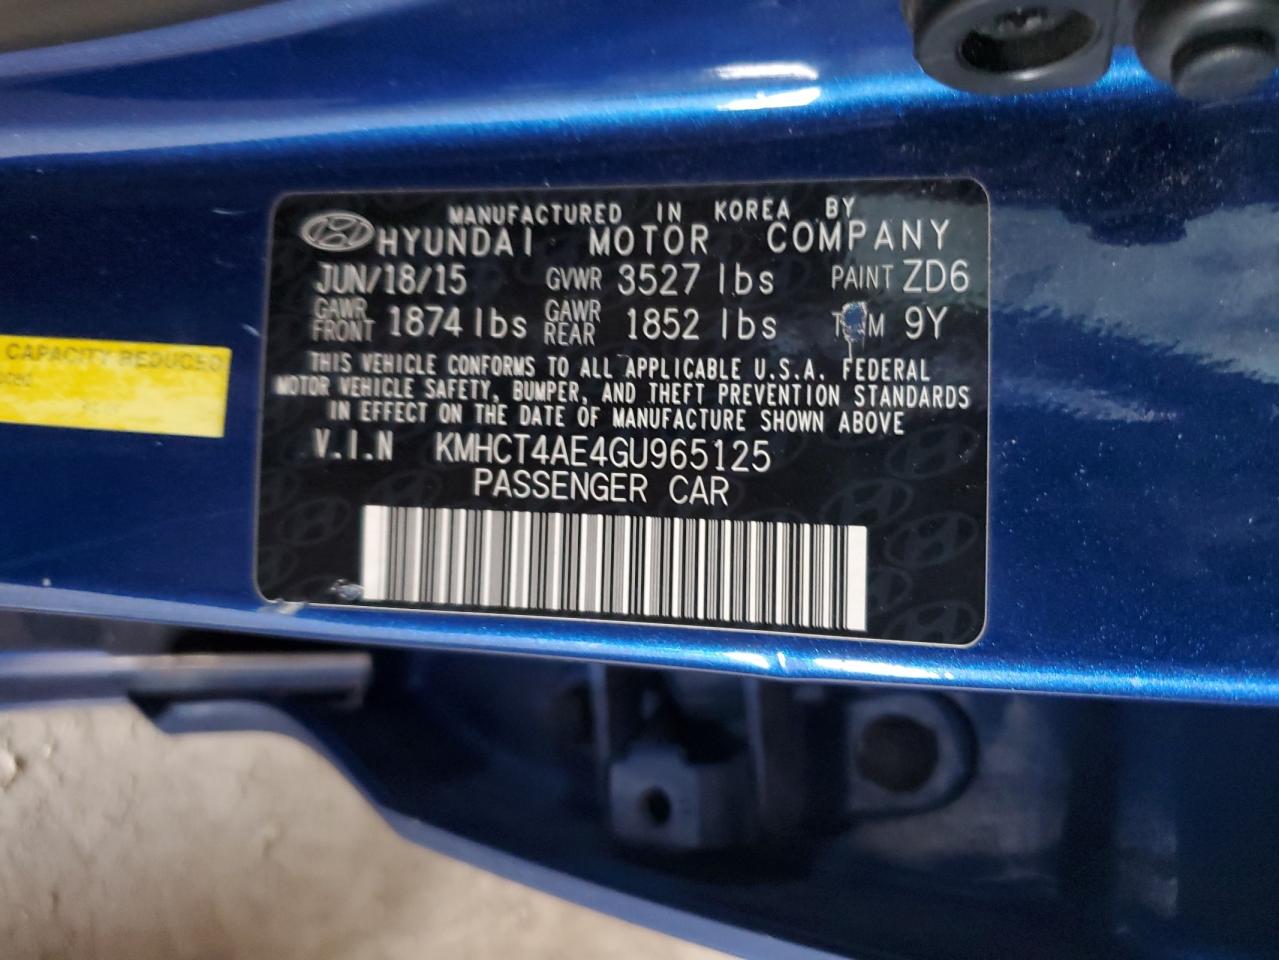 MANUFACTURED IN KOREA BY
HYUNDAI MOTOR COMPANY
JUN/18/15 GVWR 3527 lbs PAINT ZD6
GAWR FRONT 1874 lbs GAWR REAR 1852 lbs 9Y
THIS VEHICLE CONFORMS TO ALL APPLICABLE U.S.A. FEDERAL
MOTOR VEHICLE SAFETY, BUMPER, AND THEFT PREVENTION STANDARDS
IN EFFECT ON THE DATE OF MANUFACTURE SHOWN ABOVE
V.I.N KMHCT4AE4GU965125
PASSENGER CAR
CAPACITY REDUCED